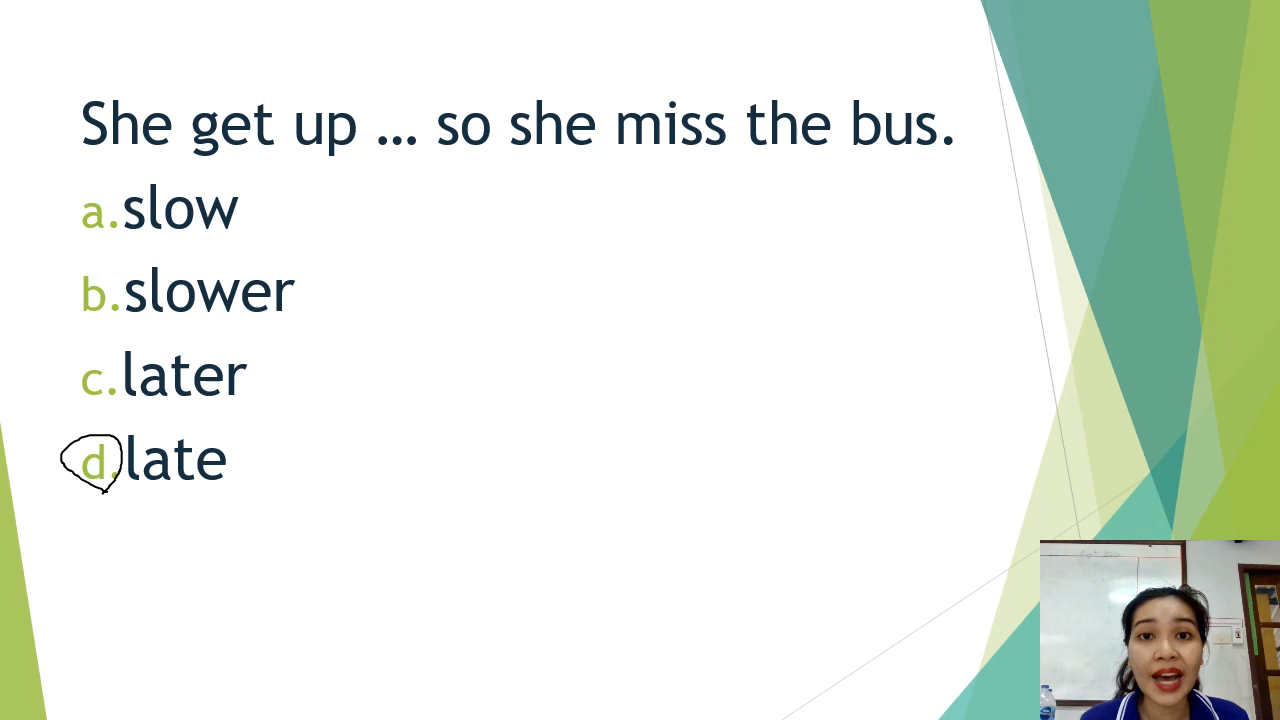 She get up … so she miss the bus.
a.slow
b.slower
c.later
d.late